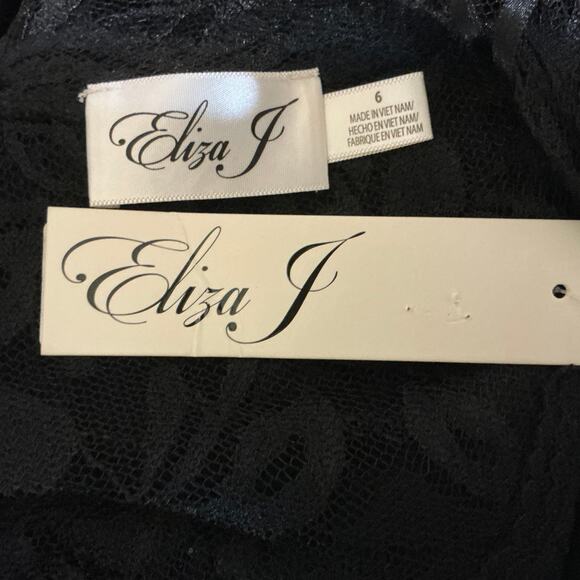 Eliza J
6
MADE IN VIET NAM/
HECHO EN VIET NAM/
FABRIQUE EN VIET NAM
Eliza J